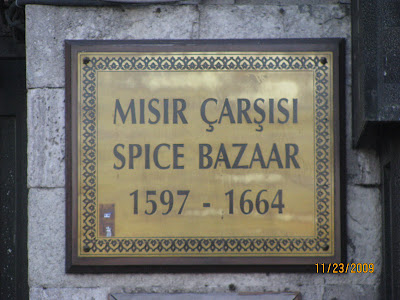 MISIR ÇARŞISI
SPICE BAZAAR
1597 - 1664
11/23/2009